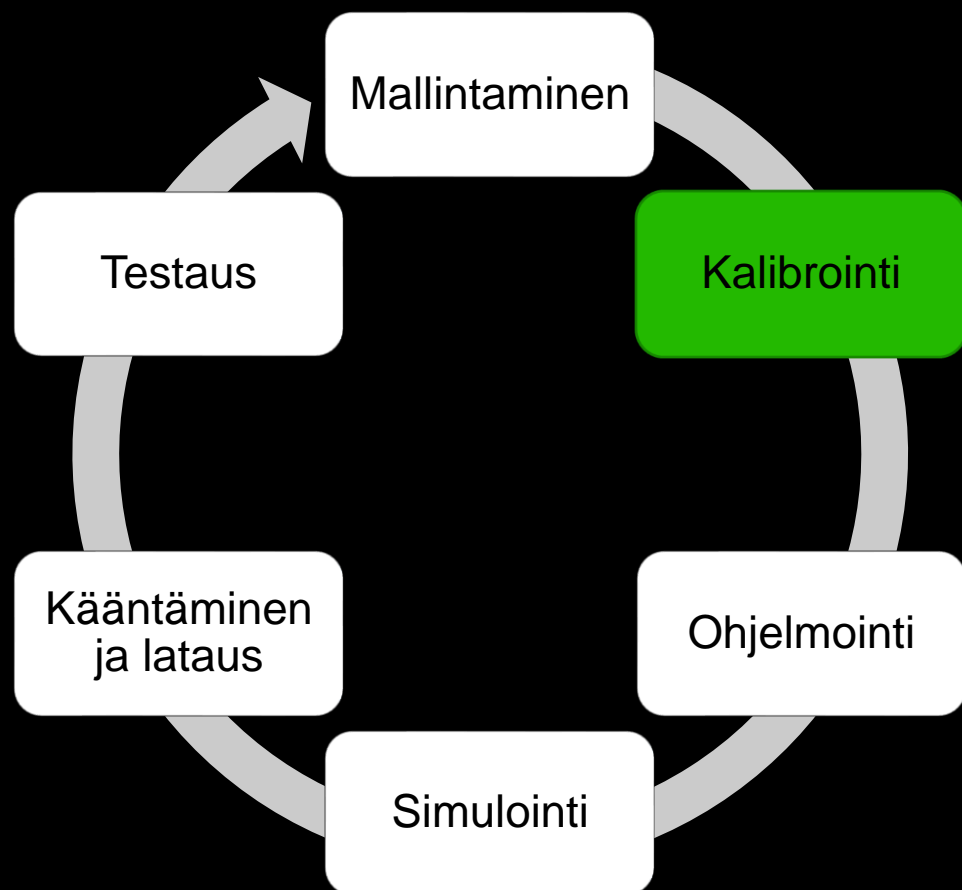 Mallintaminen
Kalibrointi
Ohjelmointi
Simulointi
Kääntäminen
ja lataus
Testaus